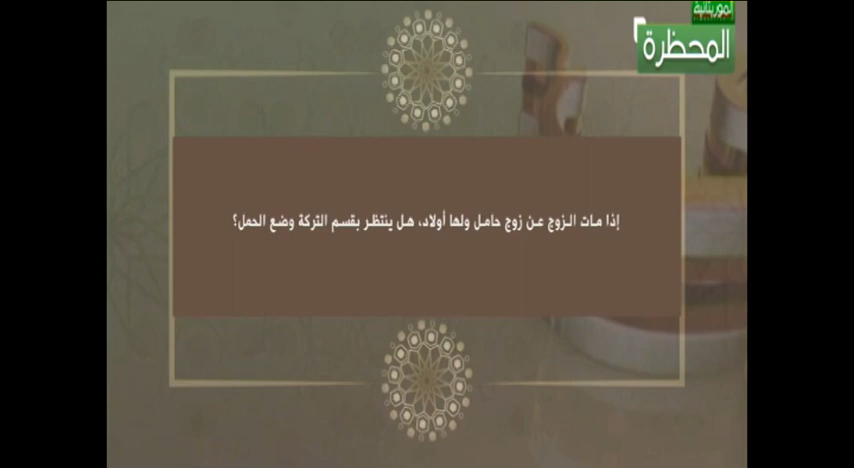 الموريتانية
المحظرة
إذا مات الزوج عن زوج حامل ولها أولاد، هل ينتظر بقسم التركة وضع الحمل؟